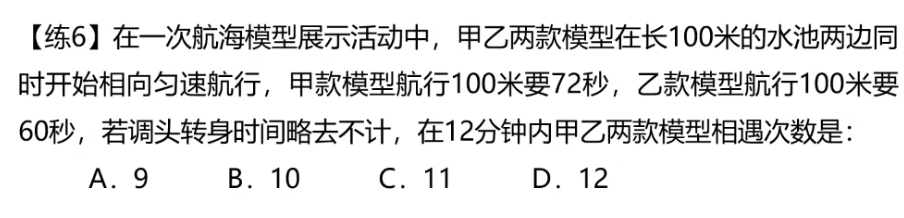 【练6】在一次航海模型展示活动中，甲乙两款模型在长100米的水池两边同
时开始相向匀速航行，甲款模型航行100米要72秒，乙款模型航行100米要
60秒，若调头转身时间略去不计，在12分钟内甲乙两款模型相遇次数是：
A．9 B．10 C．11 D．12